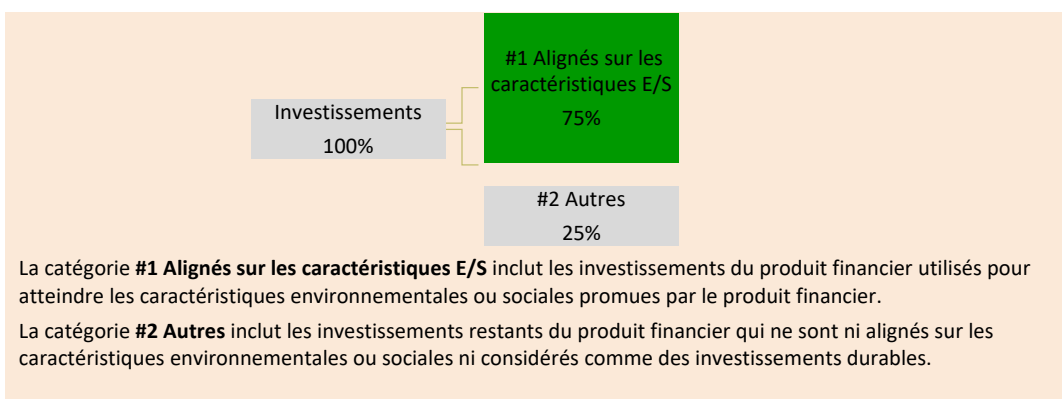 #1 Alignés sur les
caractéristiques E/S
75%
Investissements
100%
#2 Autres
25%
La catégorie #1 Alignés sur les caractéristiques E/S inclut les investissements du produit financier utilisés pour
atteindre les caractéristiques environnementales ou sociales promues par le produit financier.
La catégorie #2 Autres inclut les investissements restants du produit financier qui ne sont ni alignés sur les
caractéristiques environnementales ou sociales ni considérés comme des investissements durables.